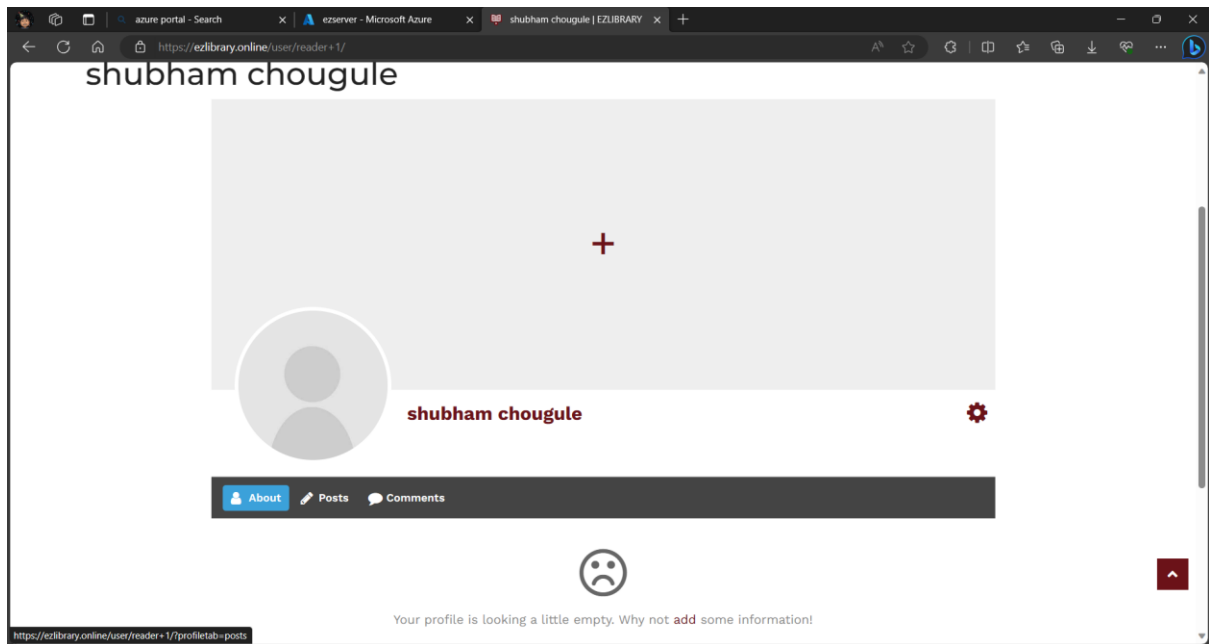 azure portal - Search
ezserver - Microsoft Azure
shubham chougule | EZLIBRARY
https://ezlibrary.online/user/reader+1/
shubham chougule
shubham chougule
About Posts Comments
Your profile is looking a little empty. Why not add some information!
https://ezlibrary.online/user/reader+1/?profiletab=posts